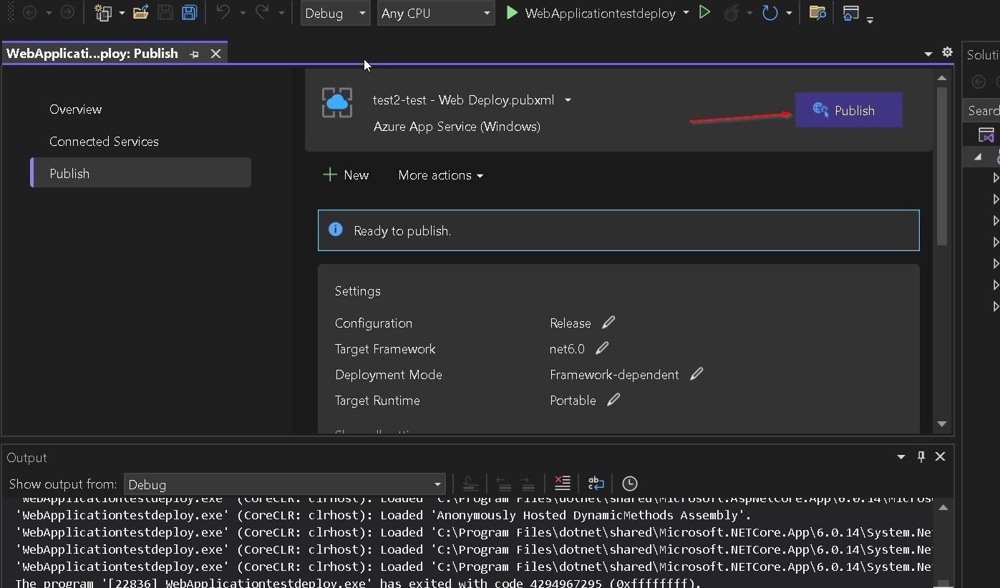 Debug
Any CPU
WebApplicationtestdeploy
WebApplicati...ploy: Publish
Soluti
Overview
Connected Services
Publish
test2-test - Web Deploy.pubxml
Azure App Service (Windows)
Publish
Searc
New
More actions
Ready to publish.
Settings
Configuration Release
Target Framework net6.0
Deployment Mode Framework-dependent
Target Runtime Portable
Output
Show output from: Debug
'WebApplicationtestdeploy.exe' (CoreCLR: clrhost): Loaded 'C:\Program Files\dotnet\shared\Microsoft.AspNetCore.App\6.0.14\Micros
'WebApplicationtestdeploy.exe' (CoreCLR: clrhost): Loaded 'Anonymously Hosted DynamicMethods Assembly'.
'WebApplicationtestdeploy.exe' (CoreCLR: clrhost): Loaded 'C:\Program Files\dotnet\shared\Microsoft.NETCore.App\6.0.14\System.Ne
'WebApplicationtestdeploy.exe' (CoreCLR: clrhost): Loaded 'C:\Program Files\dotnet\shared\Microsoft.NETCore.App\6.0.14\System.Ne
'WebApplicationtestdeploy.exe' (CoreCLR: clrhost): Loaded 'C:\Program Files\dotnet\shared\Microsoft.NETCore.App\6.0.14\System.Ne
The program '[22836] WebApplicationtestdeploy.exe' has exited with code 4294967295 (0xffffffff).